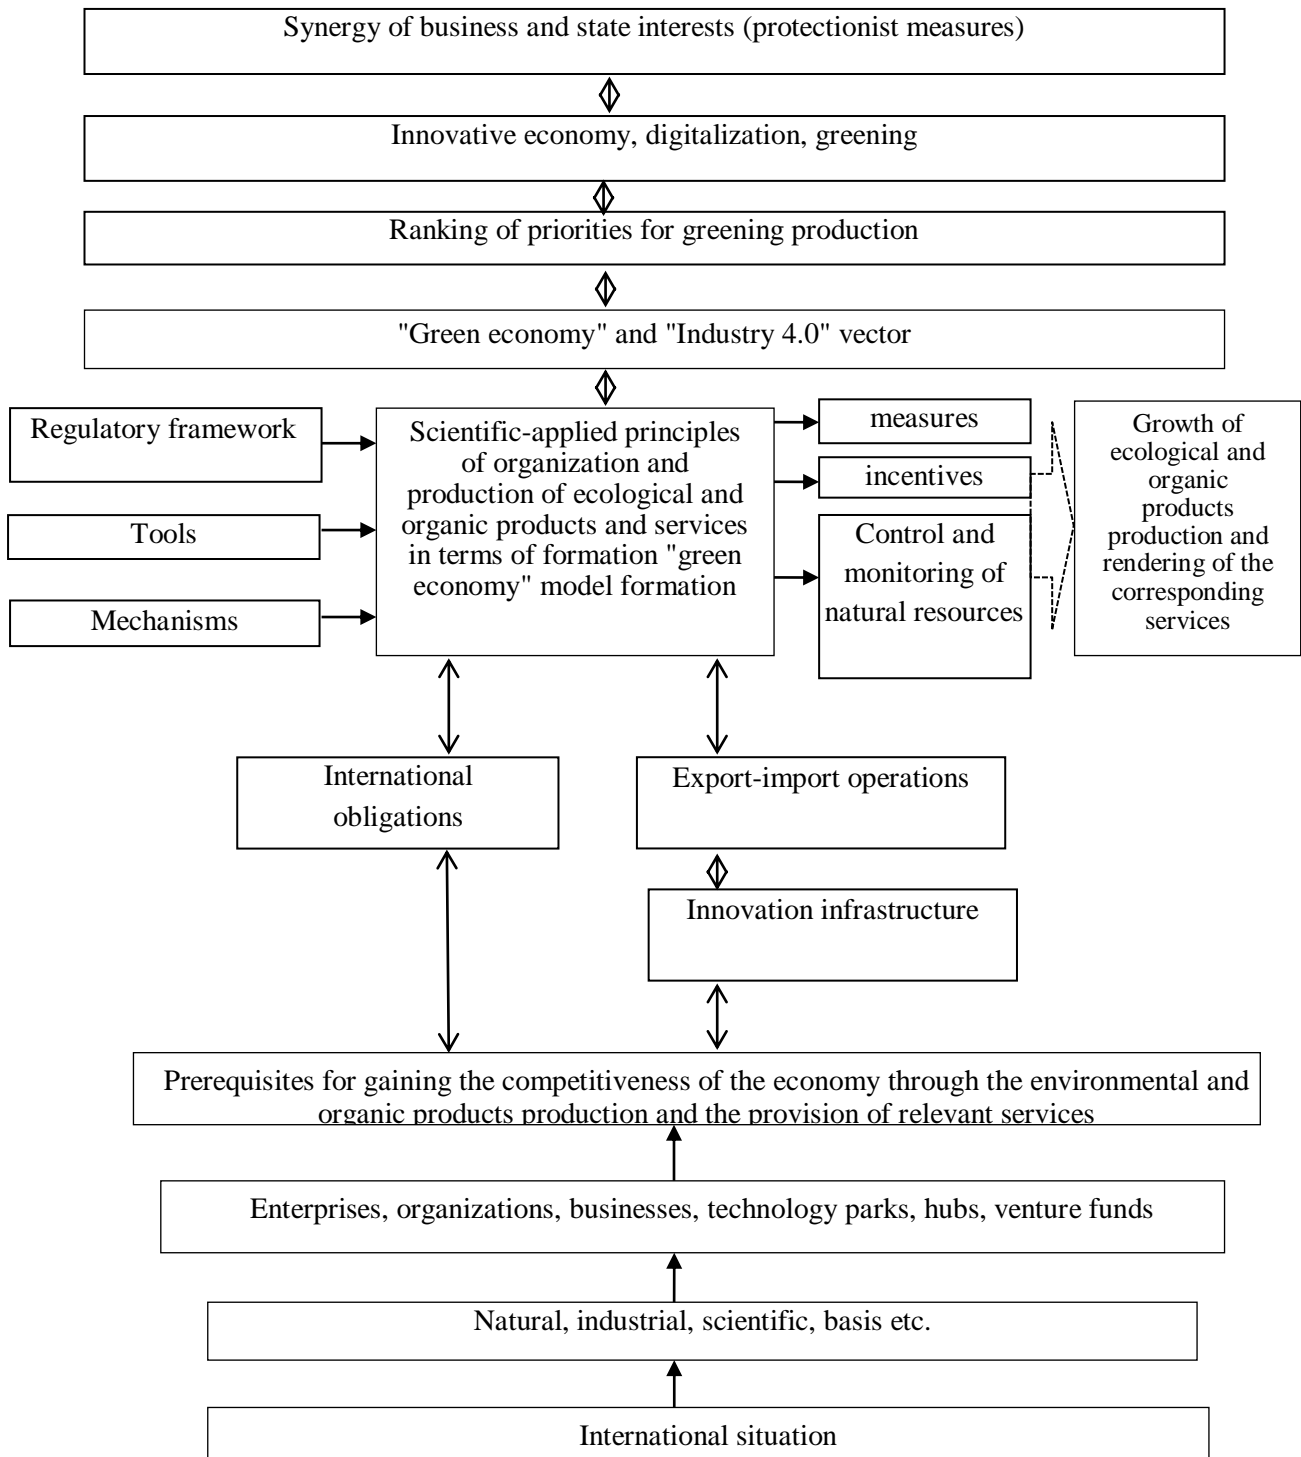 Synergy of business and state interests (protectionist measures)
Innovative economy, digitalization, greening
Ranking of priorities for greening production
"Green economy" and "Industry 4.0" vector
Regulatory framework
Tools
Mechanisms
Scientific-applied principles
of organization and
production of ecological and
organic products and services
in terms of formation "green
economy" model formation
measures
incentives
Control and
monitoring of
natural resources
Growth of
ecological and
organic
products
production and
rendering of the
corresponding
services
International
obligations
Export-import operations
Innovation infrastructure
Prerequisites for gaining the competitiveness of the economy through the environmental and
organic products production and the provision of relevant services
Enterprises, organizations, businesses, technology parks, hubs, venture funds
Natural, industrial, scientific, basis etc.
International situation